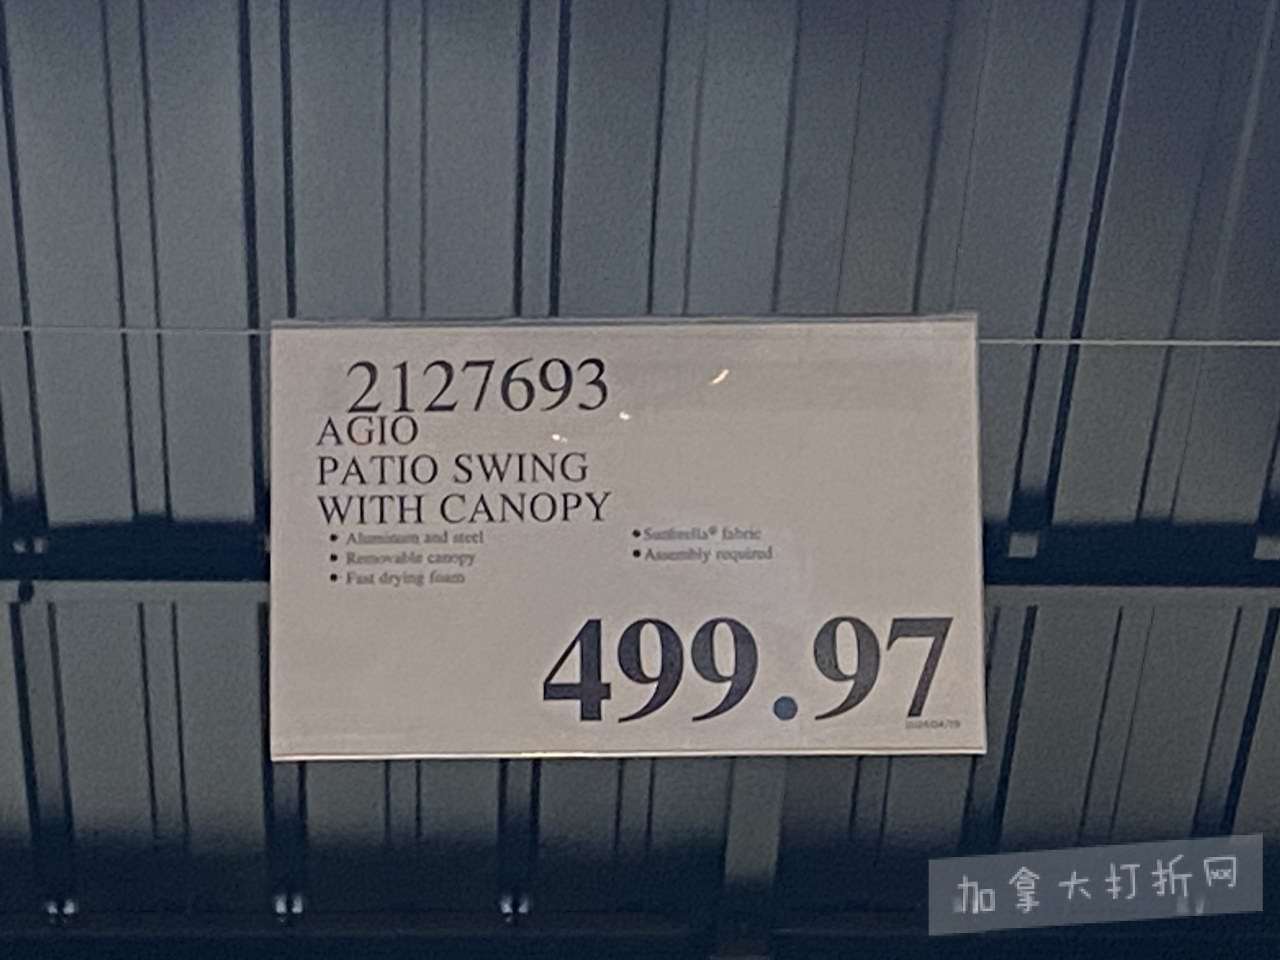 2127693
AGIO
PATIO SWING
WITH CANOPY
• Aluminum and steel
• Removable canopy
• Fast drying foam
• Sunbrella® fabric
• Assembly required
499.97
加拿大打折网